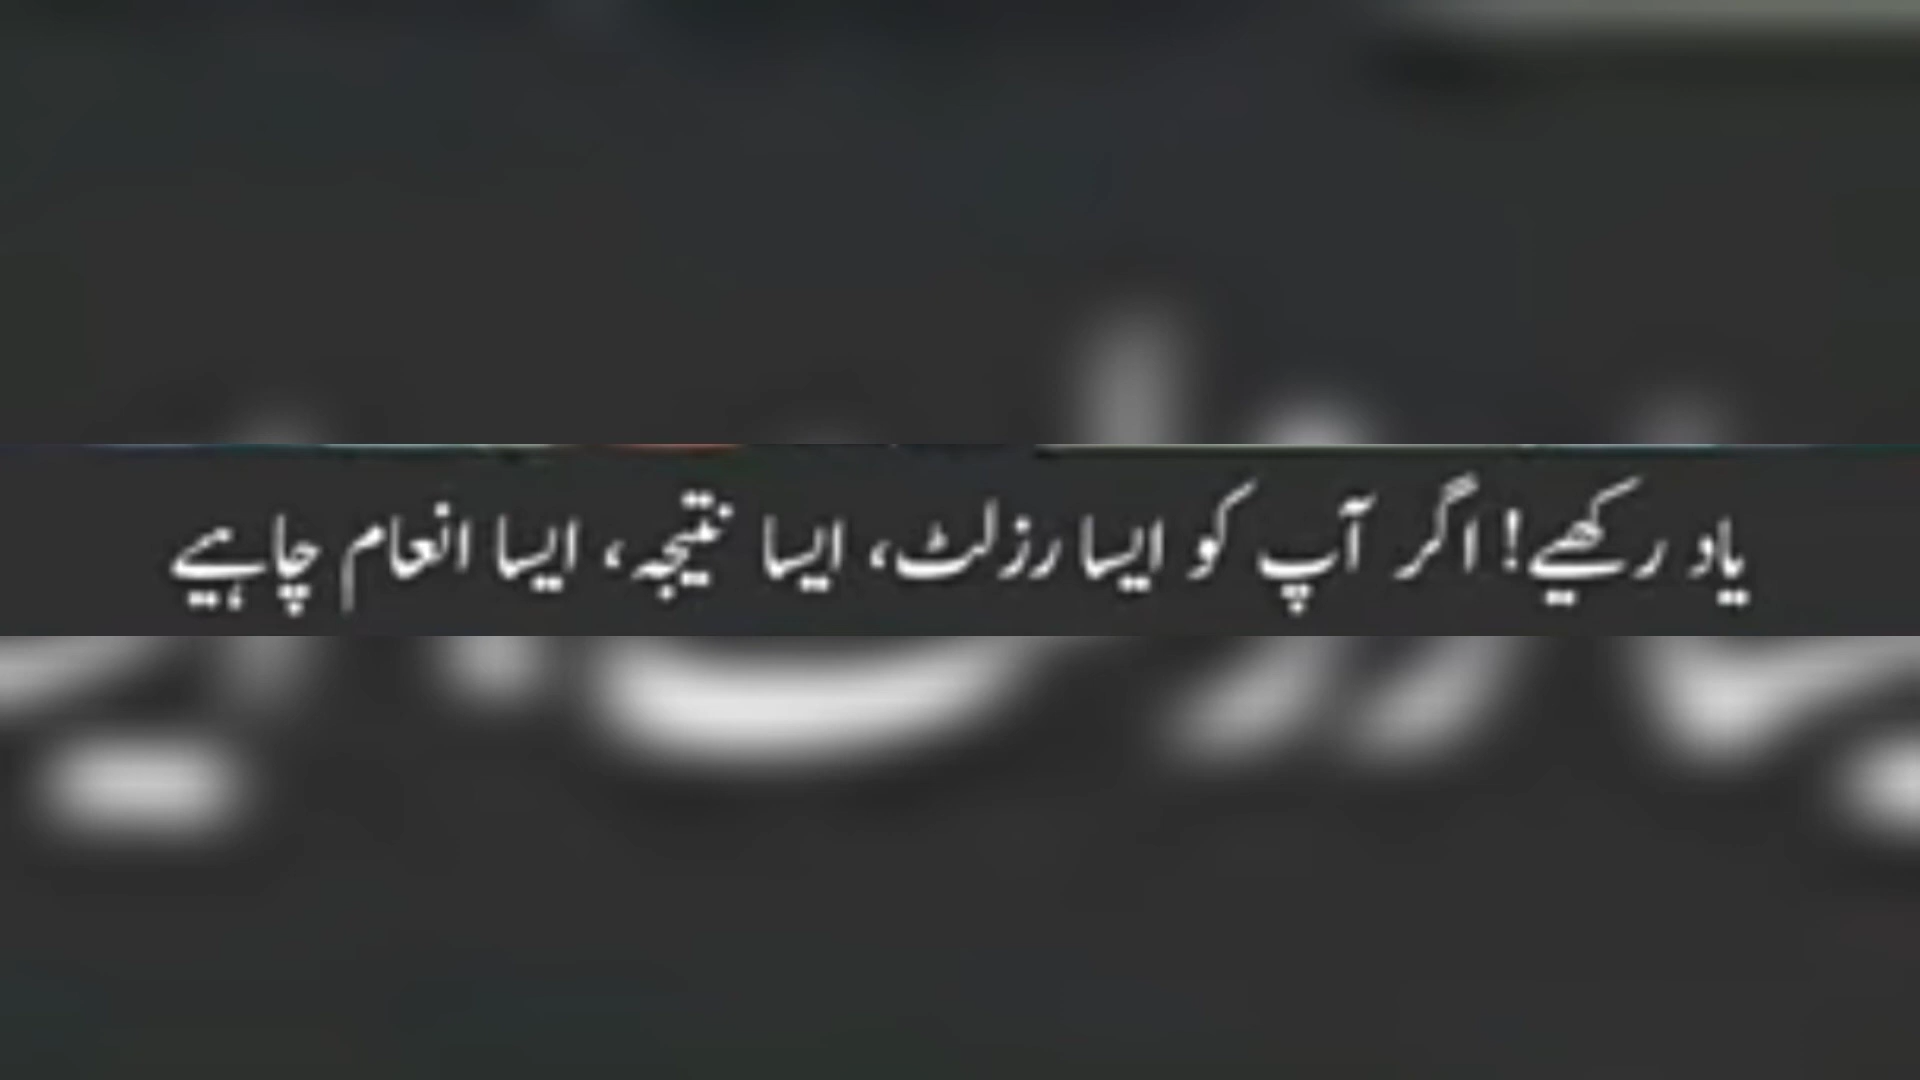 یاد رکھیے! اگر آپ کو ایسا رزلٹ، ایسا نتیجہ، ایسا انعام چاہیے